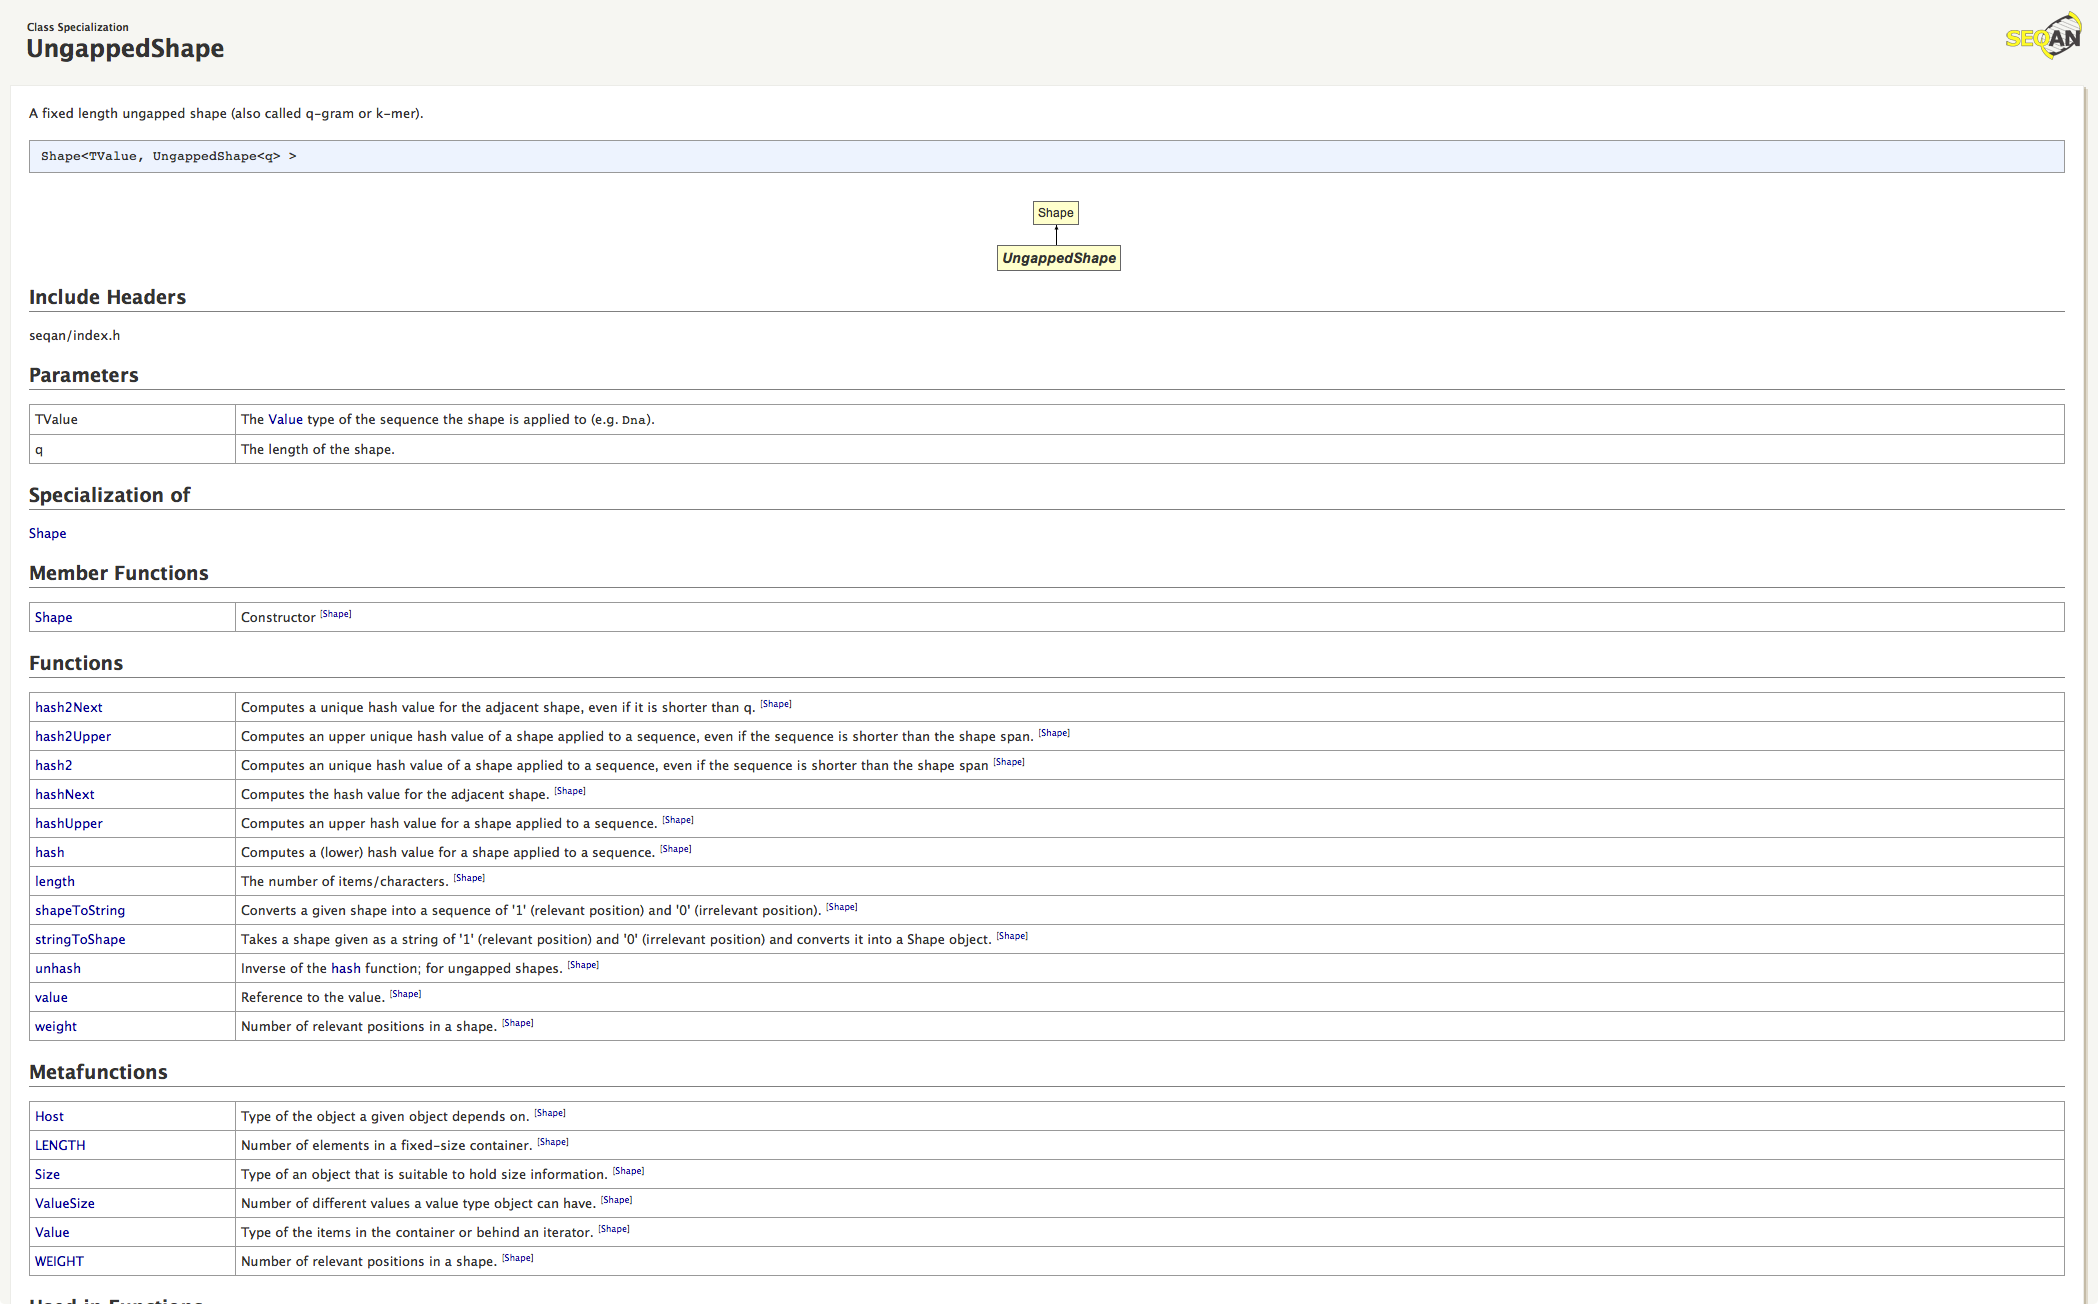 Class Specialization
UngappedShape
SEQAN
A fixed length ungapped shape (also called q-gram or k-mer).
Shape<TValue, UngappedShape<q> >
Shape
UngappedShape
Include Headers
seqan/index.h
Parameters
TValue The Value type of the sequence the shape is applied to (e.g. Dna).
q The length of the shape.
Specialization of
Shape
Member Functions
Shape Constructor [Shape]
Functions
hash2Next Computes a unique hash value for the adjacent shape, even if it is shorter than q. [Shape]
hash2Upper Computes an upper unique hash value of a shape applied to a sequence, even if the sequence is shorter than the shape span. [Shape]
hash2 Computes an unique hash value of a shape applied to a sequence, even if the sequence is shorter than the shape span [Shape]
hashNext Computes the hash value for the adjacent shape. [Shape]
hashUpper Computes an upper hash value for a shape applied to a sequence. [Shape]
hash Computes a (lower) hash value for a shape applied to a sequence. [Shape]
length The number of items/characters. [Shape]
shapeToString Converts a given shape into a sequence of '1' (relevant position) and '0' (irrelevant position). [Shape]
stringToShape Takes a shape given as a string of '1' (relevant position) and '0' (irrelevant position) and converts it into a Shape object. [Shape]
unhash Inverse of the hash function; for ungapped shapes. [Shape]
value Reference to the value. [Shape]
weight Number of relevant positions in a shape. [Shape]
Metafunctions
Host Type of the object a given object depends on. [Shape]
LENGTH Number of elements in a fixed-size container. [Shape]
Size Type of an object that is suitable to hold size information. [Shape]
ValueSize Number of different values a value type object can have. [Shape]
Value Type of the items in the container or behind an iterator. [Shape]
WEIGHT Number of relevant positions in a shape. [Shape]
Used in Functions